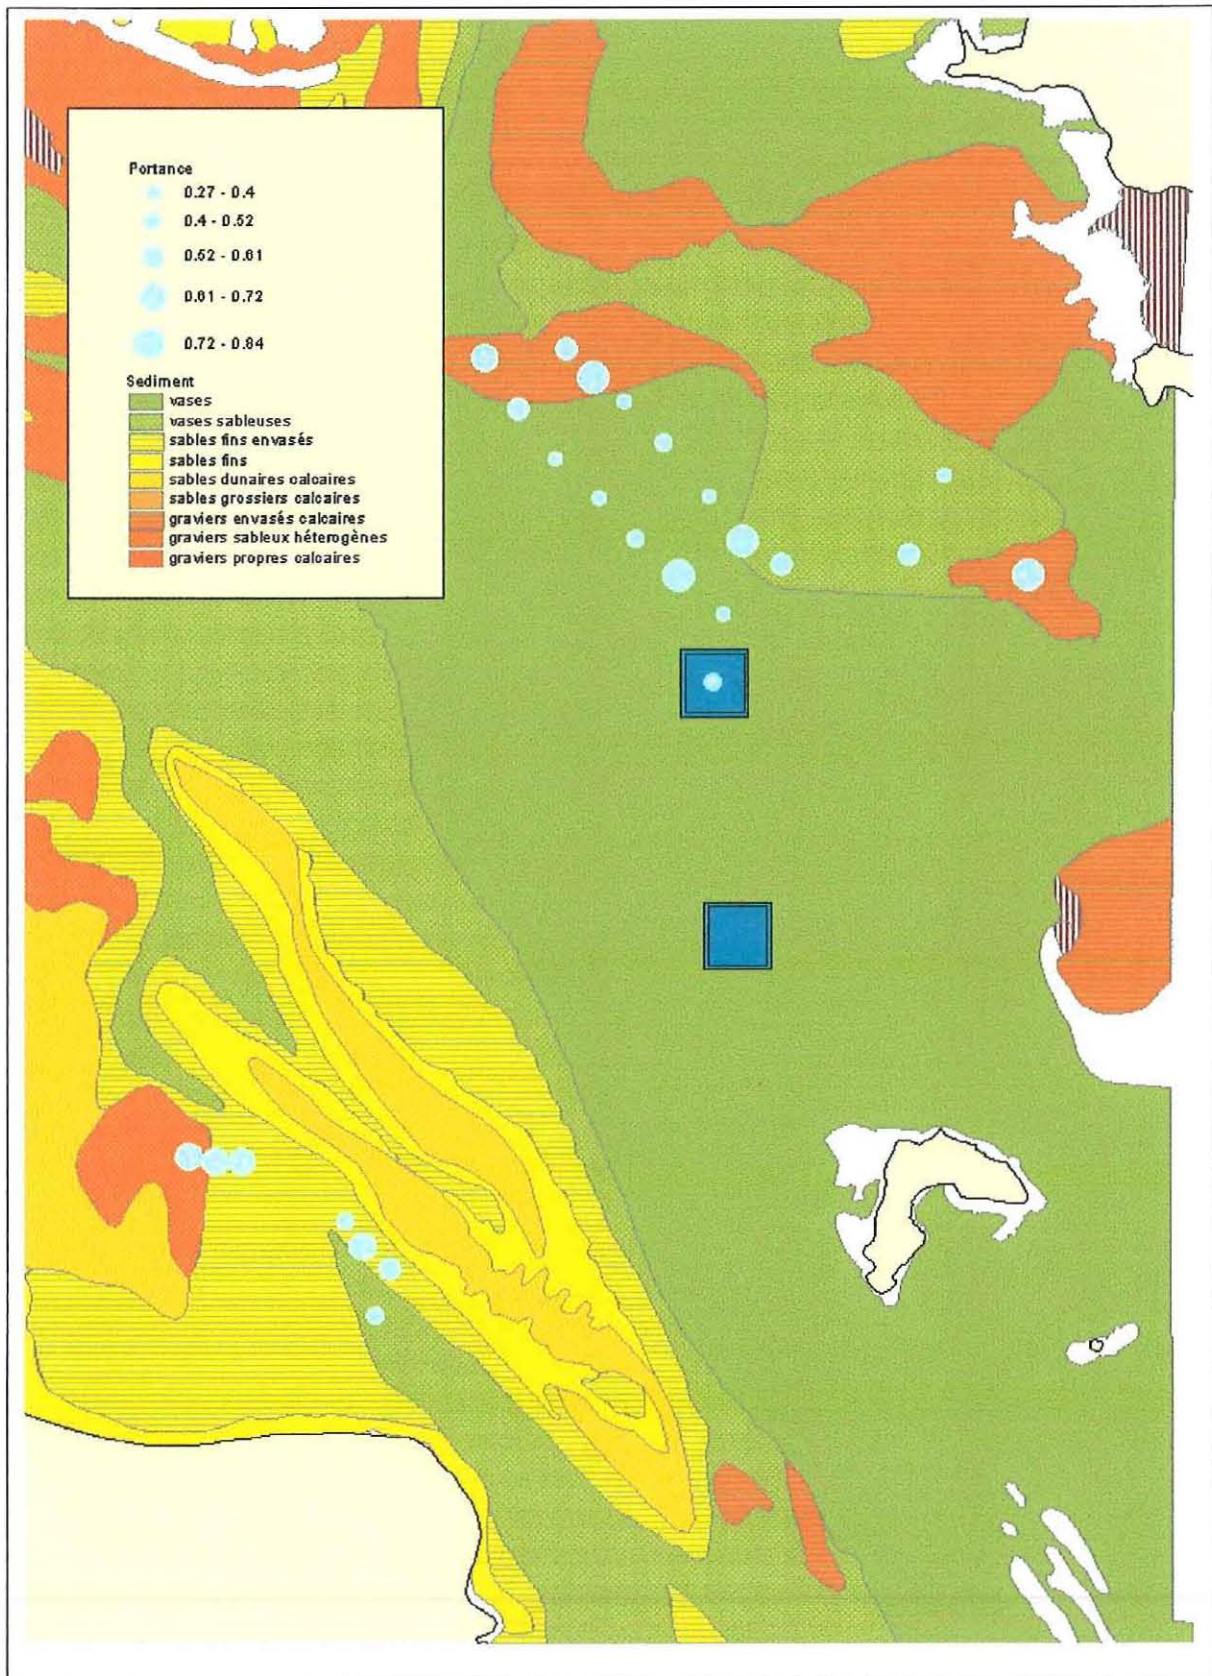 Portance
0.27 - 0.4
0.4 - 0.52
0.52 - 0.61
0.61 - 0.72
0.72 - 0.84
Sediment
vases
vases sableuses
sables fins envasés
sables fins
sables dunaires calcaires
sables grossiers calcaires
graviers envasés calcaires
graviers sableux hétérogènes
graviers propres calcaires